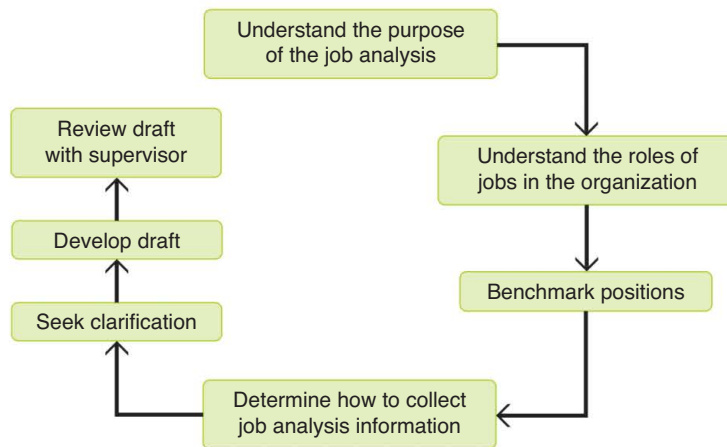 Understand the purpose
of the job analysis
Understand the roles of
jobs in the organization
Benchmark positions
Determine how to collect
job analysis information
Seek clarification
Develop draft
Review draft
with supervisor